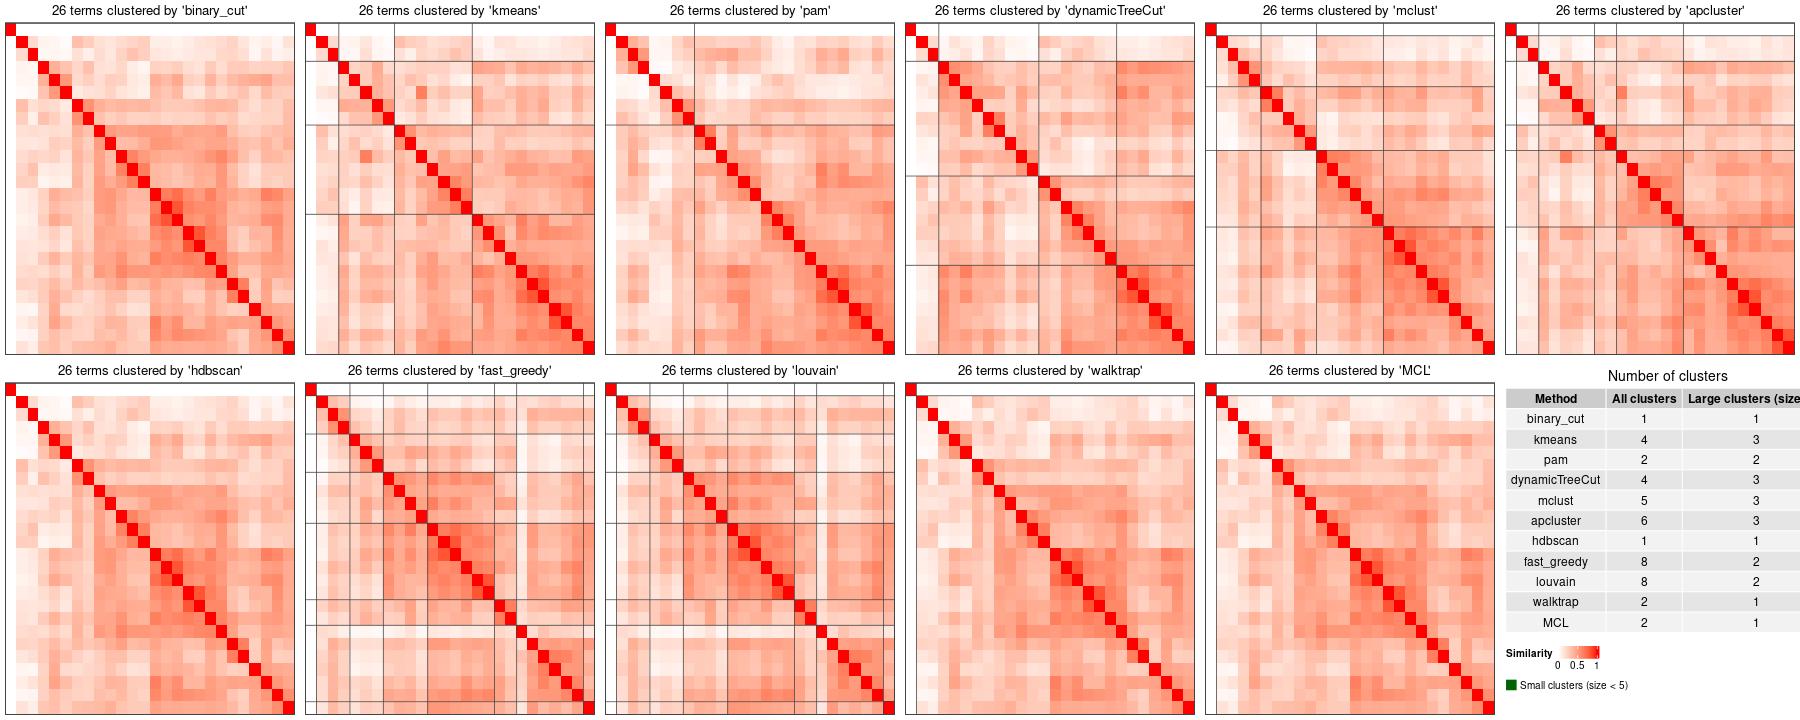 26 terms clustered by 'binary_cut'
26 terms clustered by 'kmeans'
26 terms clustered by 'pam'
26 terms clustered by 'dynamicTreeCut'
26 terms clustered by 'mclust'
26 terms clustered by 'apcluster'
26 terms clustered by 'hdbscan'
26 terms clustered by 'fast_greedy'
26 terms clustered by 'louvain'
26 terms clustered by 'walktrap'
26 terms clustered by 'MCL'
Number of clusters
Method All clusters Large clusters (size
binary_cut 1 1
kmeans 4 3
pam 2 2
dynamicTreeCut 4 3
mclust 5 3
apcluster 6 3
hdbscan 1 1
fast_greedy 8 2
louvain 8 2
walktrap 2 1
MCL 2 1
Similarity
0 0.5 1
Small clusters (size < 5)